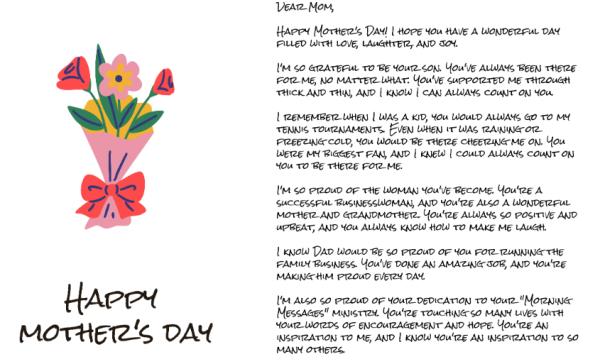 Happy
Mother's Day
Dear Mom,
Happy Mother's Day! I hope you have a wonderful day
filled with love, laughter, and joy.
I'm so grateful to be your son. You've always been there
for me, no matter what. You've supported me through
thick and thin, and I know I can always count on you.
I remember when I was a kid, you would always go to my
tennis tournaments. Even when it was raining or
freezing cold, you would be there cheering me on. You
were my biggest fan, and I knew I could always count on
you to be there for me.
I'm so proud of the woman you've become. You're a
successful businesswoman, and you're also a wonderful
mother and grandmother. You're always so positive and
upbeat, and you always know how to make me laugh.
I know Dad would be so proud of you for running the
family business. You've done an amazing job, and you're
making him proud every day.
I'm also so proud of your dedication to your "Morning
Messages" ministry. You're touching so many lives with
your words of encouragement and hope. You're an
inspiration to me, and I know you're an inspiration to so
many others.